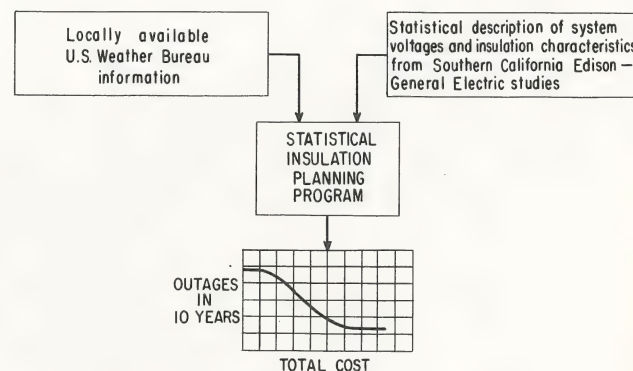 Locally available
U.S. Weather Bureau
information
Statistical description of system
voltages and insulation characteristics
from Southern California Edison —
General Electric studies
STATISTICAL
INSULATION
PLANNING
PROGRAM
OUTAGES
IN
10 YEARS
TOTAL COST